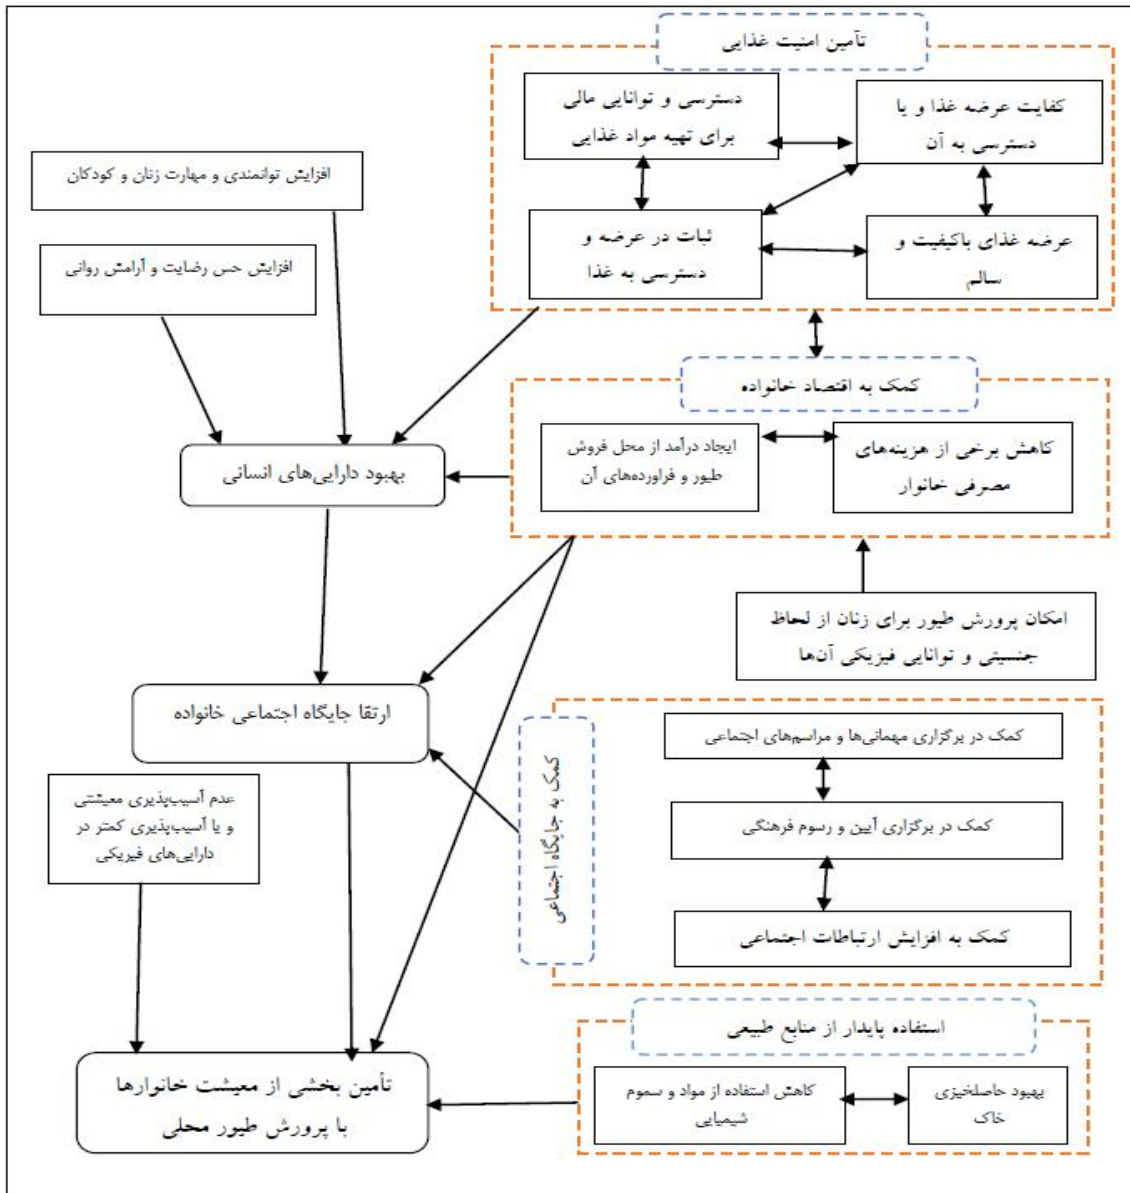 تأمین امنیت غذایی
کفایت عرضه غذا و یا
دسترسی به آن
دسترسی و توانایی مالی
برای تهیه مواد غذایی
عرضه غذای باکیفیت و
سالم
ثبات در عرضه و
دسترسی به غذا
افزایش توانمندی و مهارت زنان و کودکان
افزایش حس رضایت و آرامش روانی
کمک به اقتصاد خانواده
کاهش برخی از هزینه‌های
مصرفی خانوار
ایجاد درآمد از محل فروش
طیور و فراورده‌های آن
بهبود دارایی‌های انسانی
امکان پرورش طیور برای زنان از لحاظ
جنسیتی و توانایی فیزیکی آن‌ها
ارتقا جایگاه اجتماعی خانواده
کمک به جایگاه اجتماعی
کمک در برگزاری مهمانی‌ها و مراسم‌های اجتماعی
کمک در برگزاری آیین و رسوم فرهنگی
کمک به افزایش ارتباطات اجتماعی
عدم آسیب‌پذیری معیشتی
و یا آسیب‌پذیری کمتر در
دارایی‌های فیزیکی
استفاده پایدار از منابع طبیعی
بهبود حاصلخیزی
خاک
کاهش استفاده از مواد و سموم
شیمیایی
تأمین بخشی از معیشت خانوارها
با پرورش طیور محلی